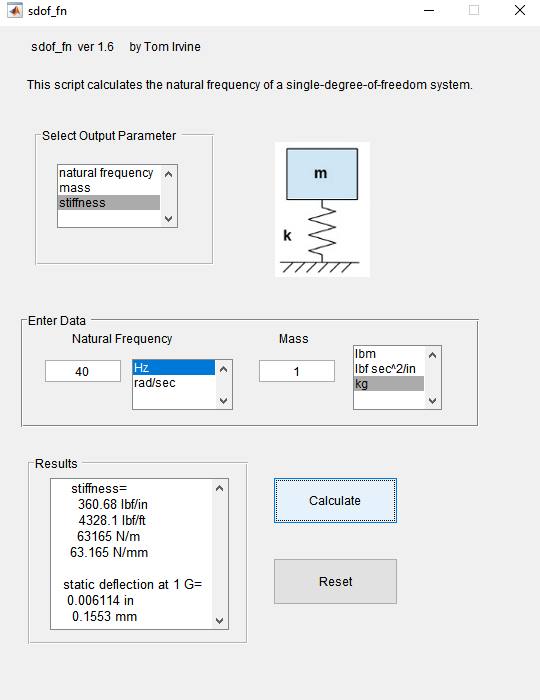 sdof_fn
sdof_fn ver 1.6 by Tom Irvine
This script calculates the natural frequency of a single-degree-of-freedom system.
Select Output Parameter
natural frequency
mass
stiffness
m
k
Enter Data
Natural Frequency
Mass
40
Hz
rad/sec
1
lbm
lbf sec^2/in
kg
Results
stiffness=
360.68 lbf/in
4328.1 lbf/ft
63165 N/m
63.165 N/mm
static deflection at 1 G=
0.006114 in
0.1553 mm
Calculate
Reset